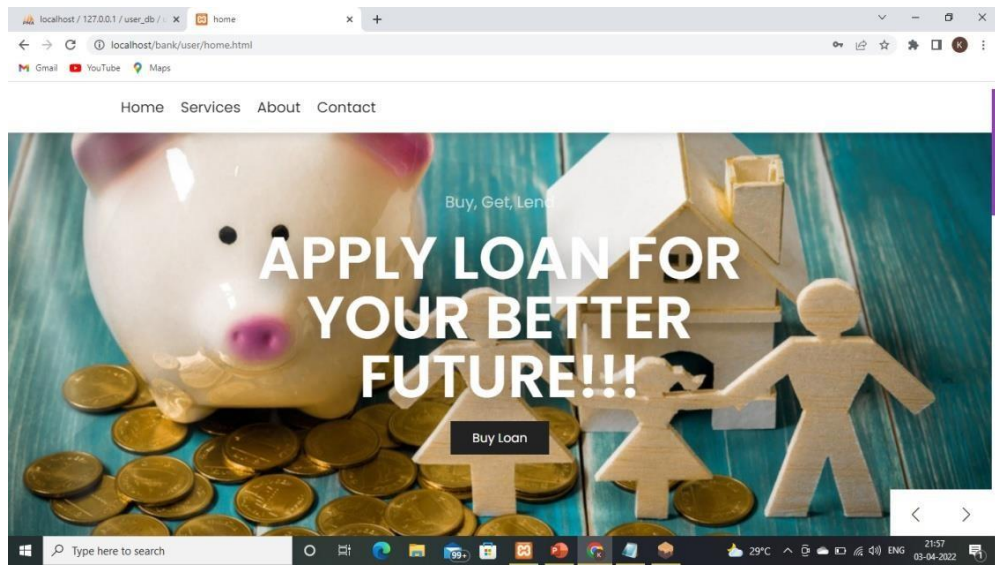 localhost / 127.0.0.1 / user_db /
home
localhost/bank/user/home.html
K
Gmail
YouTube
Maps
Home Services About Contact
Buy, Get, Lend
APPLY LOAN FOR
YOUR BETTER
FUTURE!!!
Buy Loan
Type here to search
99+
29°C
ENG
21:57
03-04-2022
1